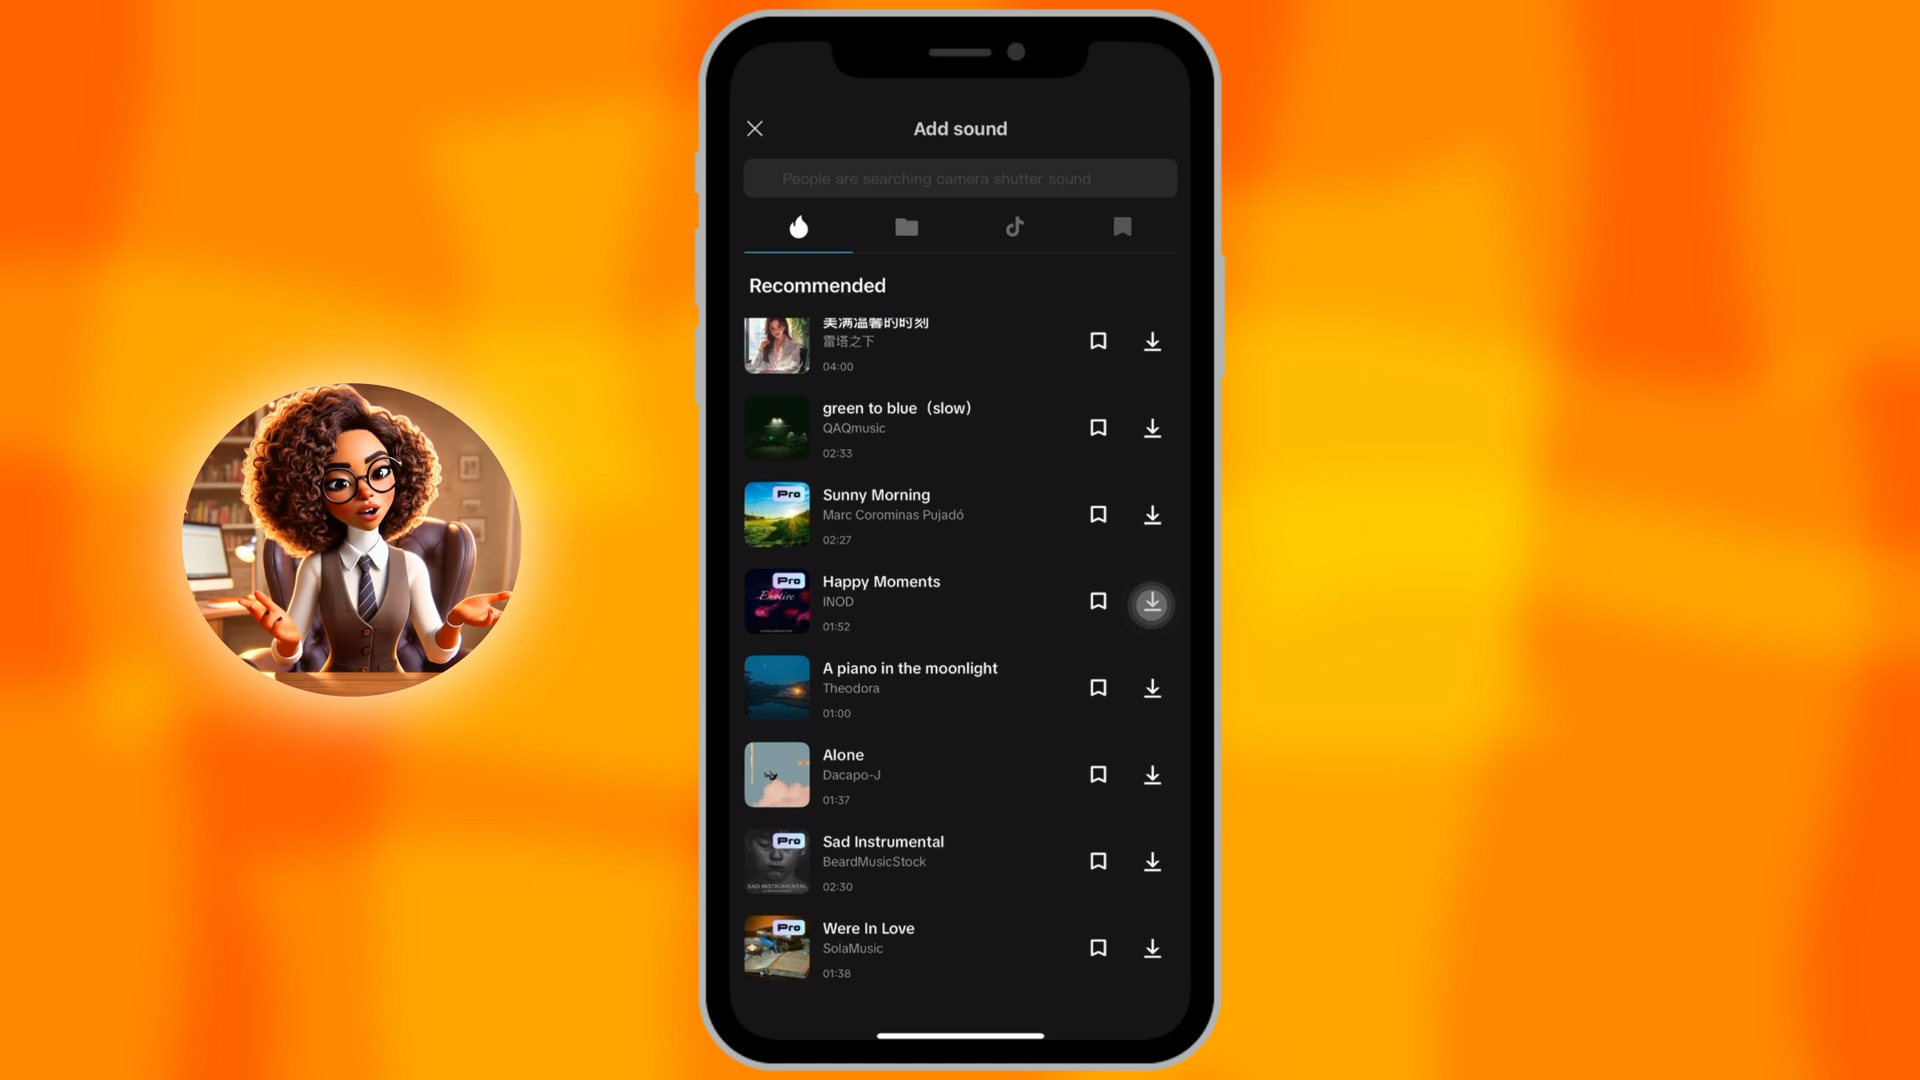 Add sound
People are searching camera shutter sound
Recommended
美满温馨的时刻
雷塔之下
04:00
green to blue（slow）
QAQmusic
02:33
Pro
Sunny Morning
Marc Corominas Pujadó
02:27
Pro
Emotive
Happy Moments
INOD
01:52
A piano in the moonlight
Theodora
01:00
Alone
Dacapo-J
01:37
Pro
SAD INSTRUMENTAL
Sad Instrumental
BeardMusicStock
02:30
Pro
Were In Love
SolaMusic
01:38